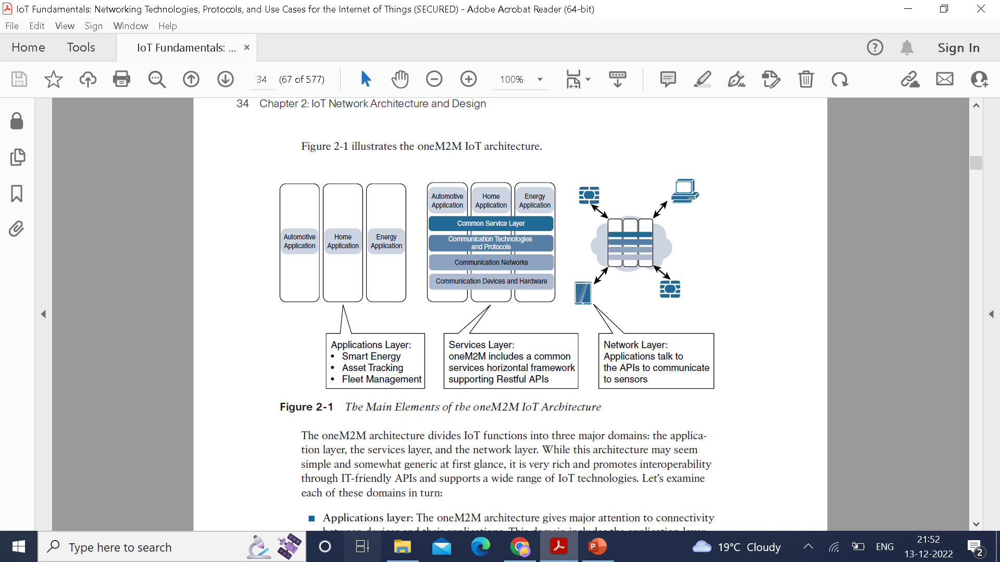 IoT Fundamentals: Networking Technologies, Protocols, and Use Cases for the Internet of Things (SECURED) - Adobe Acrobat Reader (64-bit)
File Edit View Sign Window Help
Home Tools IoT Fundamentals: ... × Sign In
34 (67 of 577) 100%
34 Chapter 2: IoT Network Architecture and Design
Figure 2-1 illustrates the oneM2M IoT architecture.
Automotive Application
Home Application
Energy Application
Automotive Application
Home Application
Energy Application
Common Service Layer
Communication Technologies
and Protocols
Communication Networks
Communication Devices and Hardware
Applications Layer:
• Smart Energy
• Asset Tracking
• Fleet Management
Services Layer:
oneM2M includes a common
services horizontal framework
supporting Restful APIs
Network Layer:
Applications talk to
the APIs to communicate
to sensors
Figure 2-1 The Main Elements of the oneM2M IoT Architecture
The oneM2M architecture divides IoT functions into three major domains: the applica-
tion layer, the services layer, and the network layer. While this architecture may seem
simple and somewhat generic at first glance, it is very rich and promotes interoperability
through IT-friendly APIs and supports a wide range of IoT technologies. Let's examine
each of these domains in turn:
■ Applications layer: The oneM2M architecture gives major attention to connectivity
Type here to search
19°C Cloudy
ENG
21:52
13-12-2022
2